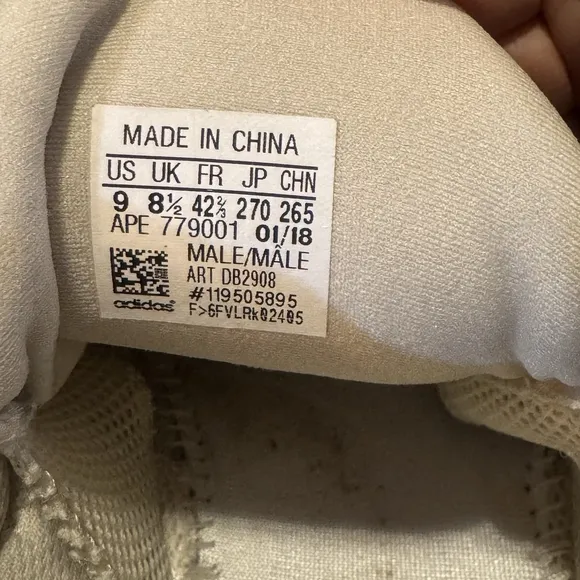 MADE IN CHINA
US UK FR JP CHN
9 8½ 42⅔ 270 265
APE 779001 01/18
MALE/MÂLE
ART DB2908
#119505895
adidas® F>6FVLRk02405